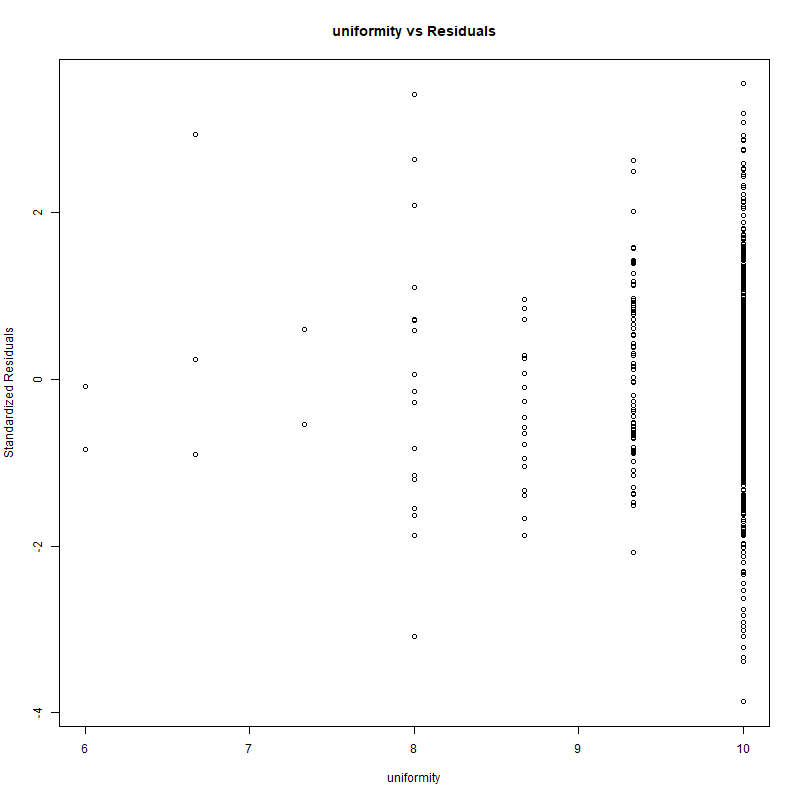 uniformity vs Residuals
Standardized Residuals
2
0
-2
-4
6 7 8 9 10
uniformity